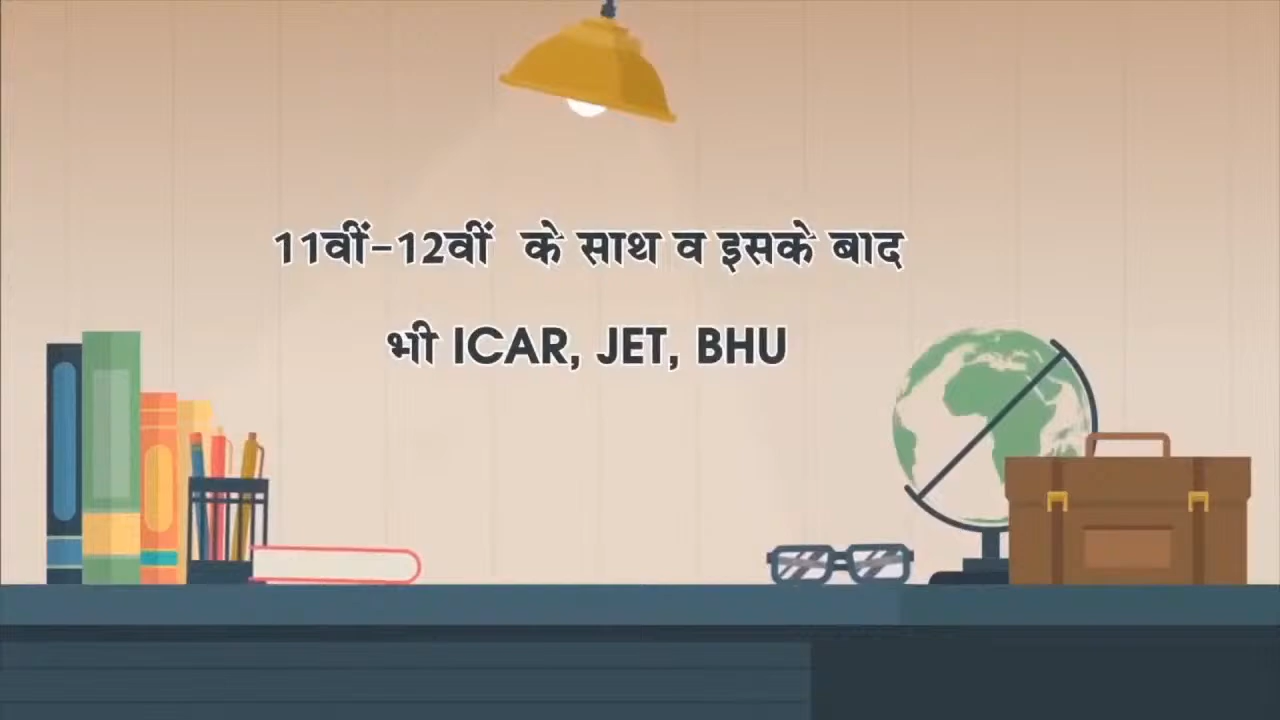 11वीं-12वीं के साथ व इसके बाद
भी ICAR, JET, BHU